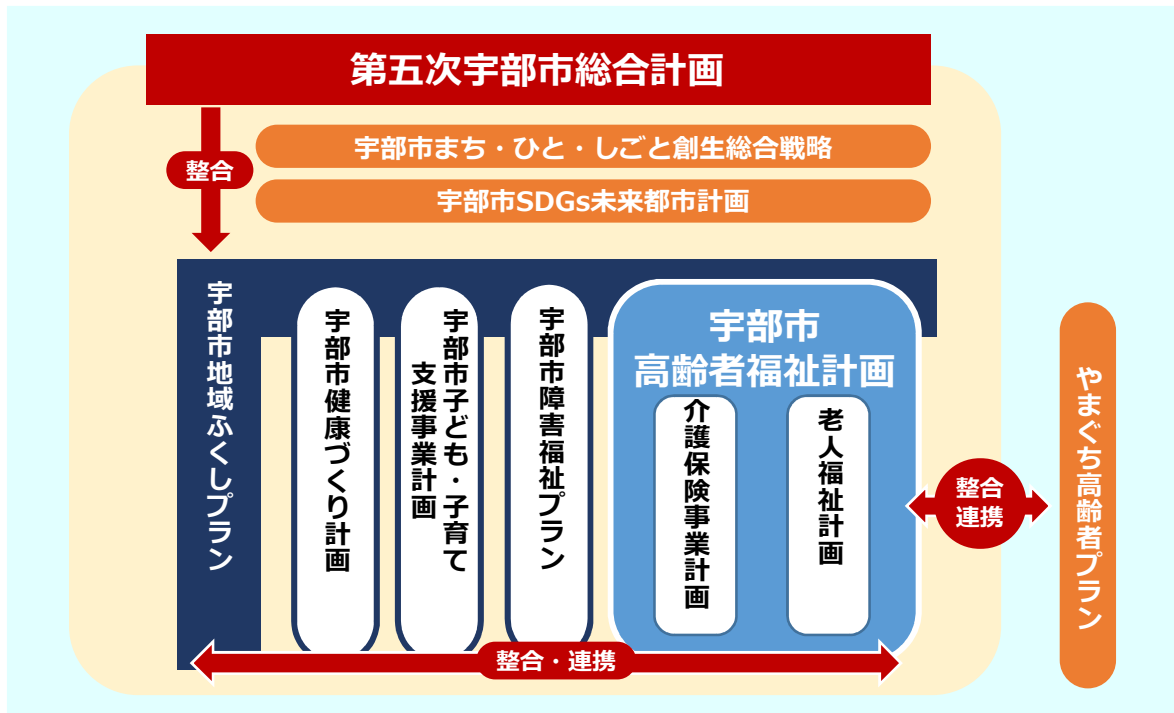 第五次宇部市総合計画
整合
宇部市まち・ひと・しごと創生総合戦略
宇部市SDGs未来都市計画
宇部市地域ふくしプラン
宇部市健康づくり計画
宇部市子ども・子育て
支援事業計画
宇部市障害福祉プラン
宇部市
高齢者福祉計画
介護保険事業計画
老人福祉計画
整合
連携
やまぐち高齢者プラン
整合・連携